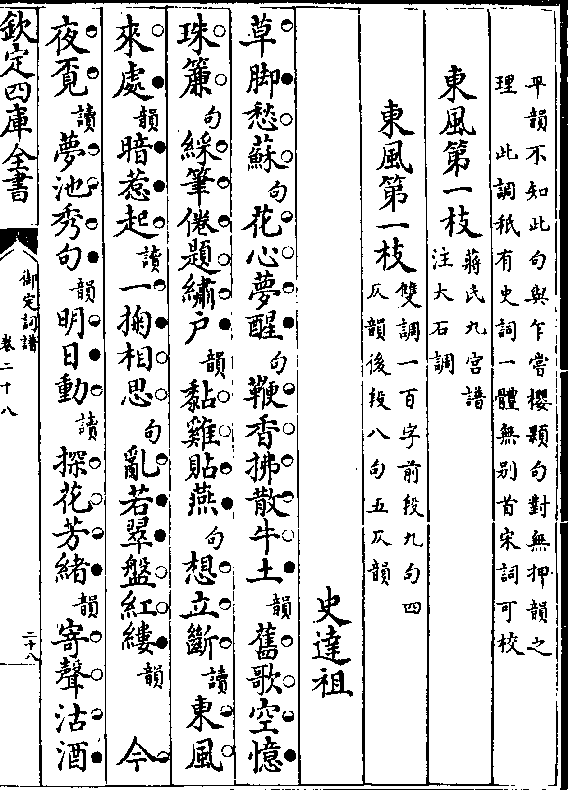 平韻不知此句與乍當櫻顆句對無押韻之
理　此調祇有史詞一體無别首宋詞可校
東風第一枝　蔣氏九宫譜
注大石調
東風第一枝　雙調一百字前段九句四
仄韻後段八句五仄韻
史達祖
草脚愁蘇句花心夢醒句鞭香拂散牛土韻舊歌空憶
珠簾句綵筆倦題繡户韻黏雞貼燕句想立斷讀東風
來處韻暗惹起讀一掬相思句亂若翠盤紅縷韻　今
夜覓讀夢池秀句韻明日動讀探花芳緒韻寄聲沽酒
欽定四庫全書
御定詞譜
卷二十八
二十八